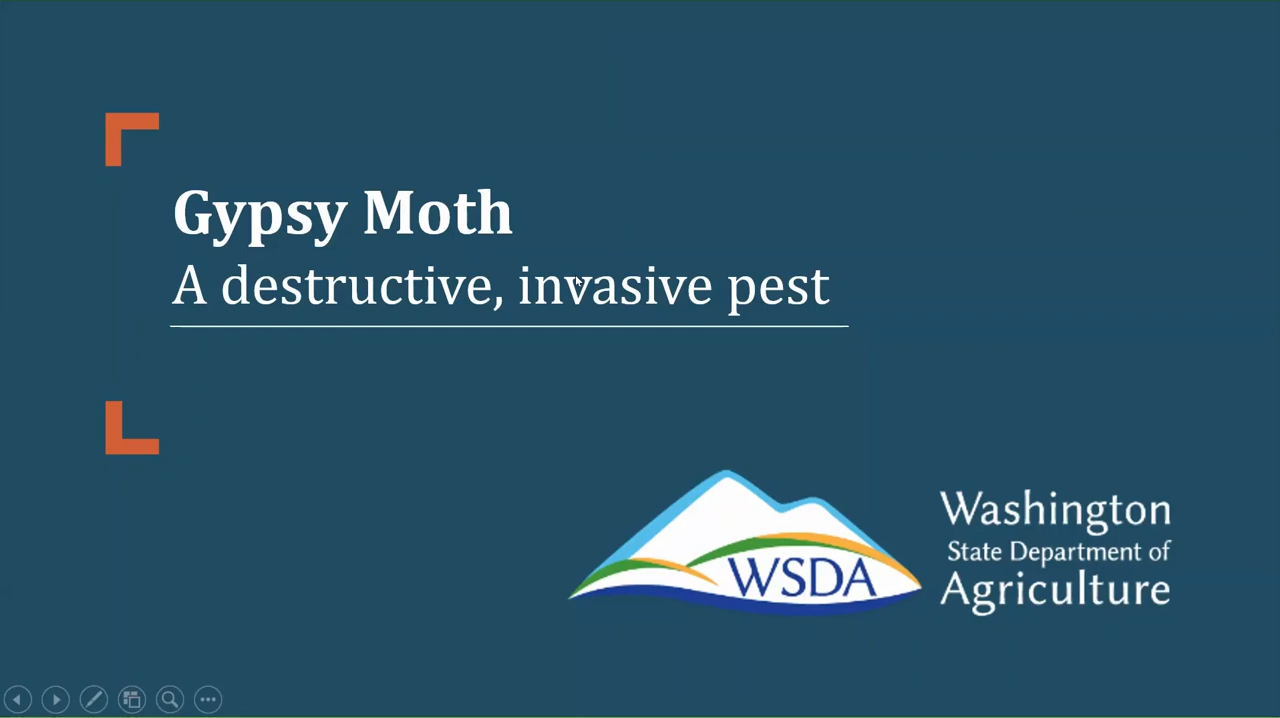 Gypsy Moth
A destructive, invasive pest
WSDA
Washington
State Department of
Agriculture